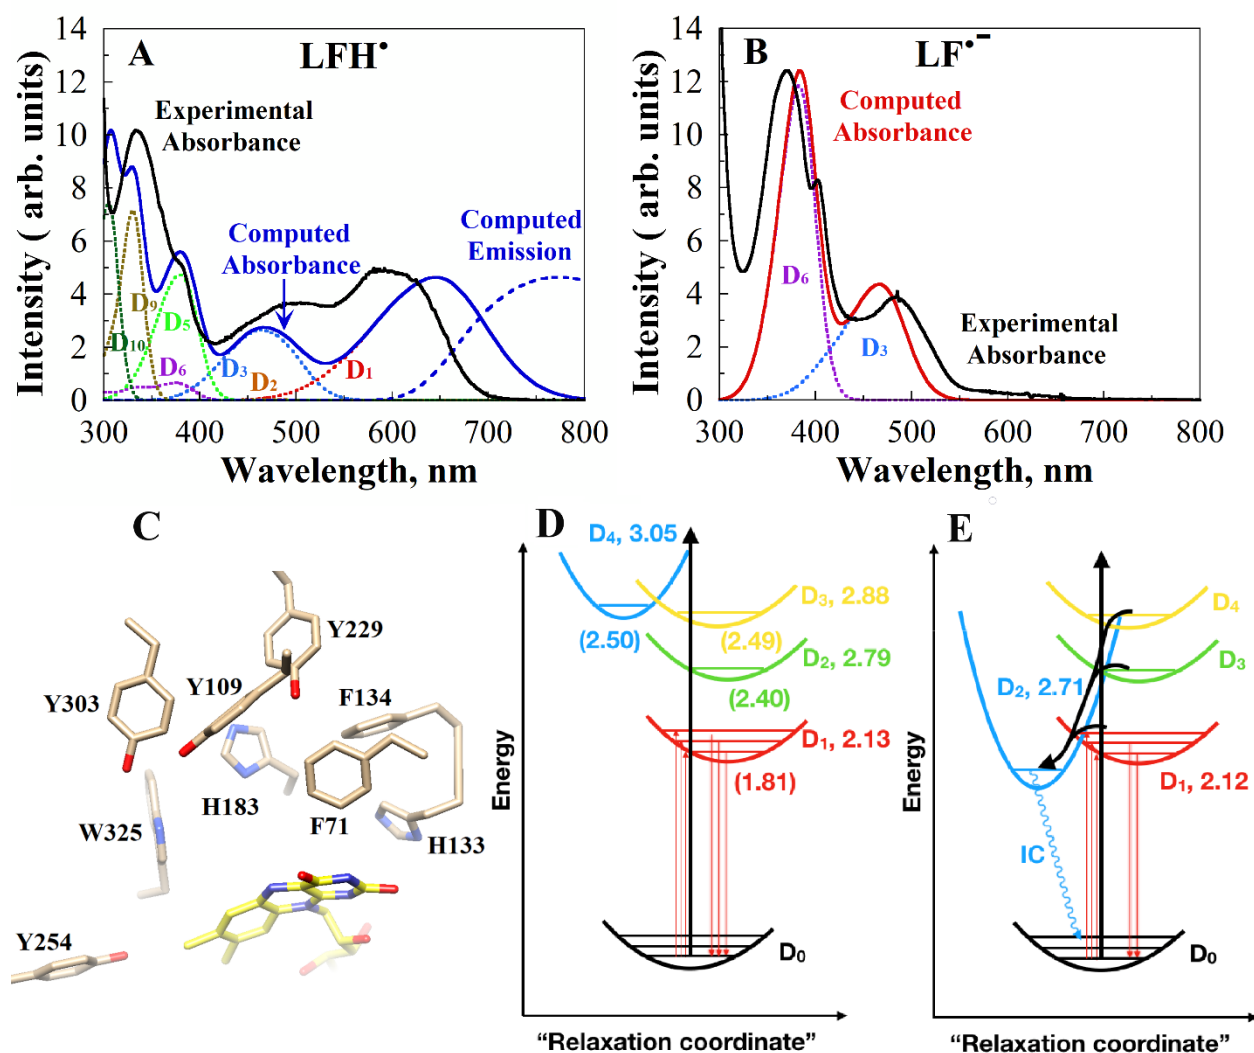 A
LFH•
Experimental
Absorbance
Computed
Absorbance
Computed
Emission
D10
D9
D6
D5
D3
D2
D1
Intensity ( arb. units)
14
12
10
8
6
4
2
0
300 400 500 600 700 800
Wavelength, nm
B
LF•−
Computed
Absorbance
D6
D3
Experimental
Absorbance
Intensity ( arb. units)
14
12
10
8
6
4
2
0
300 400 500 600 700 800
Wavelength, nm
C
Y229
Y303
Y109
F134
H183
F71
H133
W325
Y254
D
D4, 3.05
D3, 2.88
(2.50)
(2.49)
D2, 2.79
(2.40)
D1, 2.13
(1.81)
D0
Energy
“Relaxation coordinate”
E
D4
D3
D2, 2.71
D1, 2.12
IC
D0
Energy
“Relaxation coordinate”